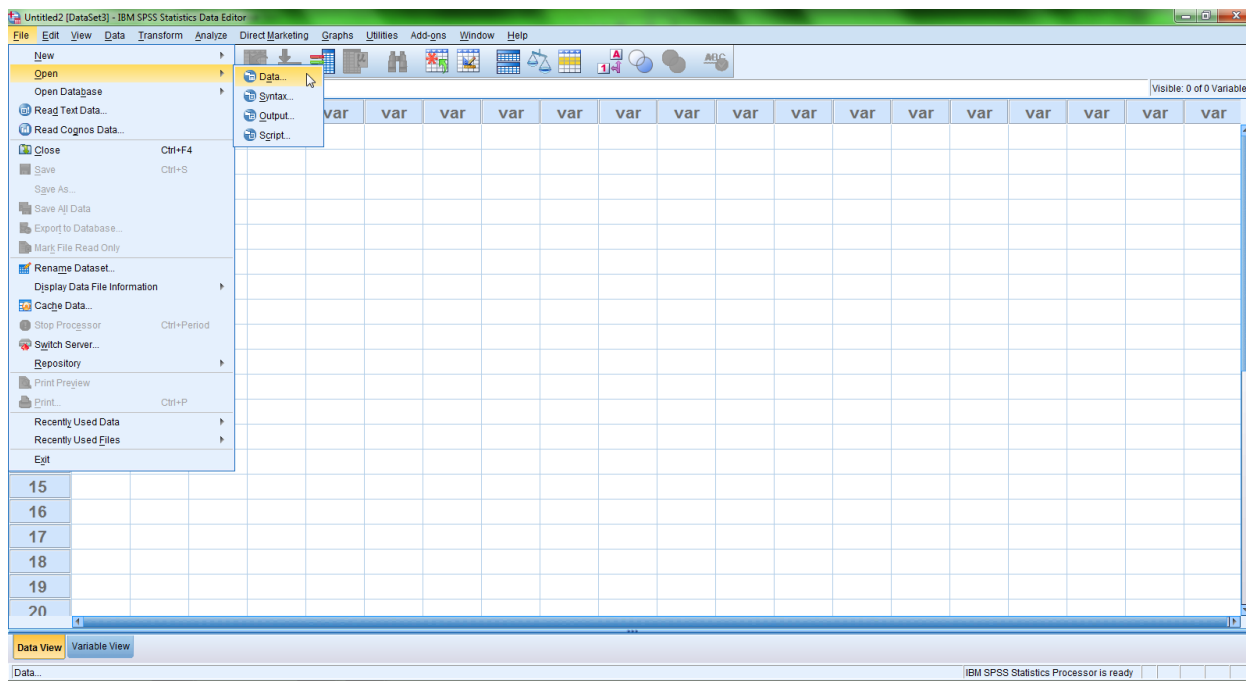 Untitled2 [DataSet3] - IBM SPSS Statistics Data Editor
File Edit View Data Transform Analyze Direct Marketing Graphs Utilities Add-ons Window Help
New
Open
Open Database
Read Text Data...
Read Cognos Data...
Close Ctrl+F4
Save Ctrl+S
Save As...
Save All Data
Export to Database...
Mark File Read Only
Rename Dataset...
Display Data File Information
Cache Data...
Stop Processor Ctrl+Period
Switch Server...
Repository
Print Preview
Print... Ctrl+P
Recently Used Data
Recently Used Files
Exit
Data...
Syntax...
Output...
Script...
Visible: 0 of 0 Variable
var var var var var var var var var var var var var var var var
15
16
17
18
19
20
Data View Variable View
Data... IBM SPSS Statistics Processor is ready